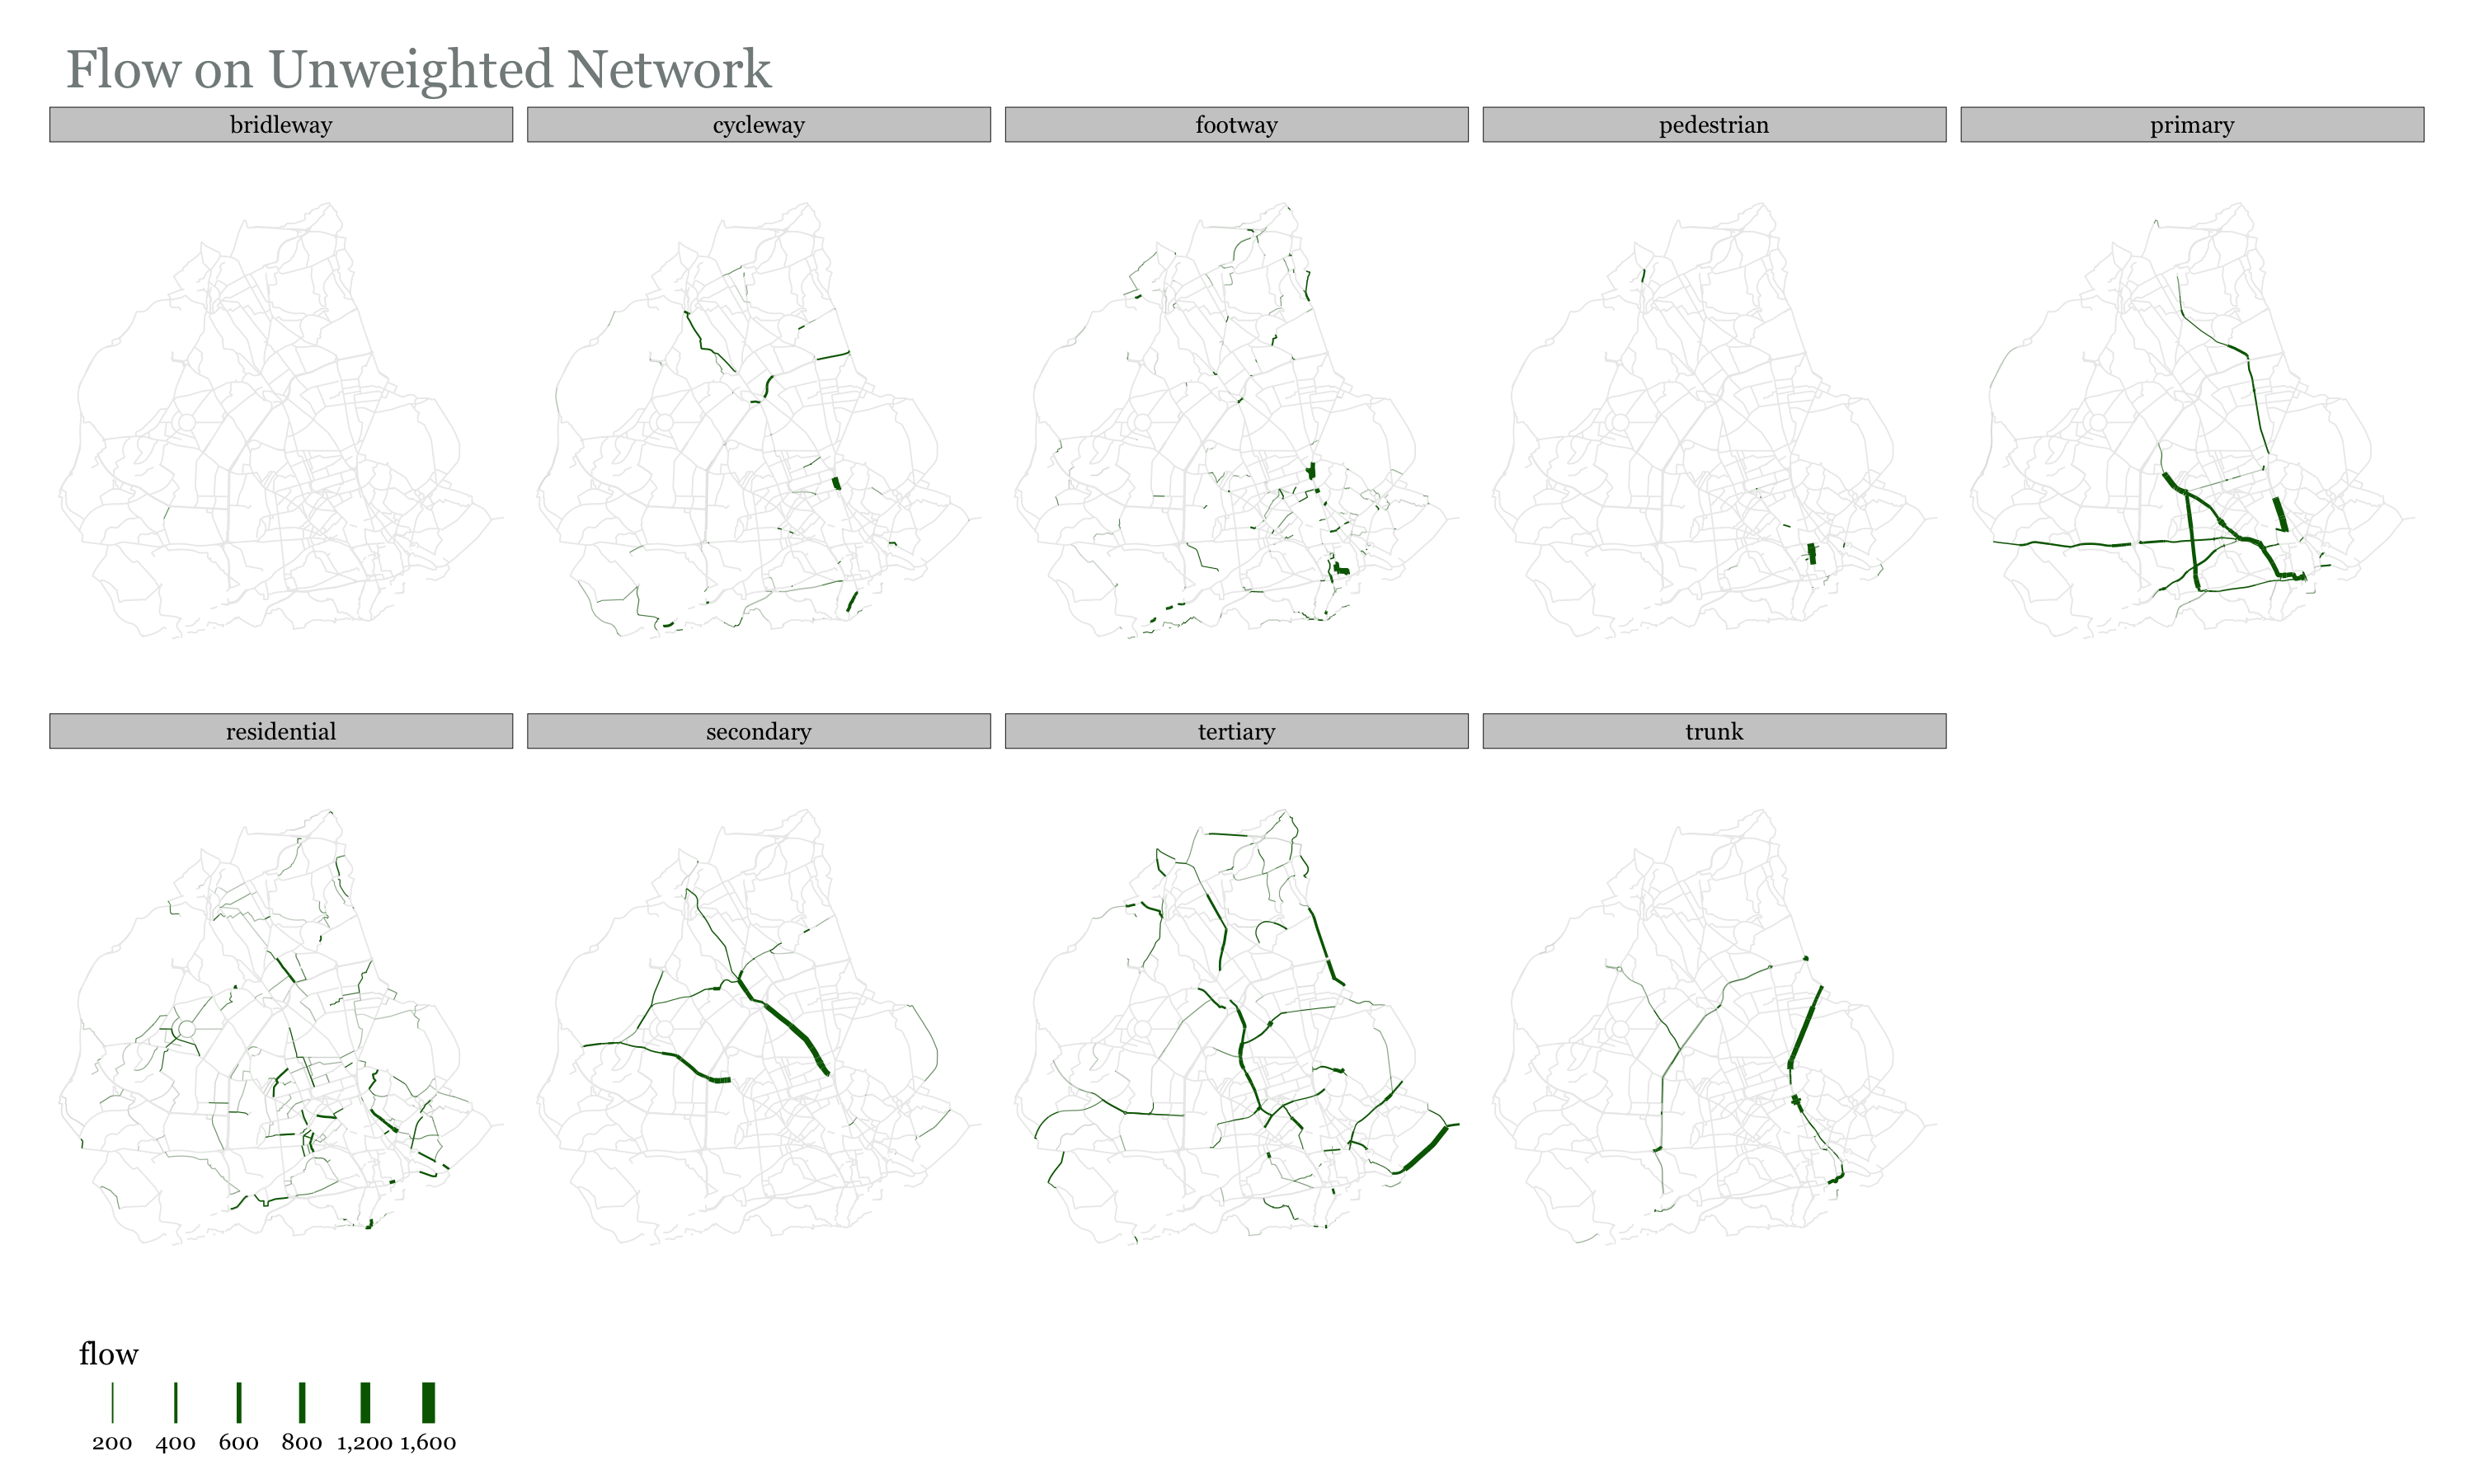 Flow on Unweighted Network
bridleway cycleway footway pedestrian primary
residential secondary tertiary trunk
flow
200 400 600 800 1,200 1,600